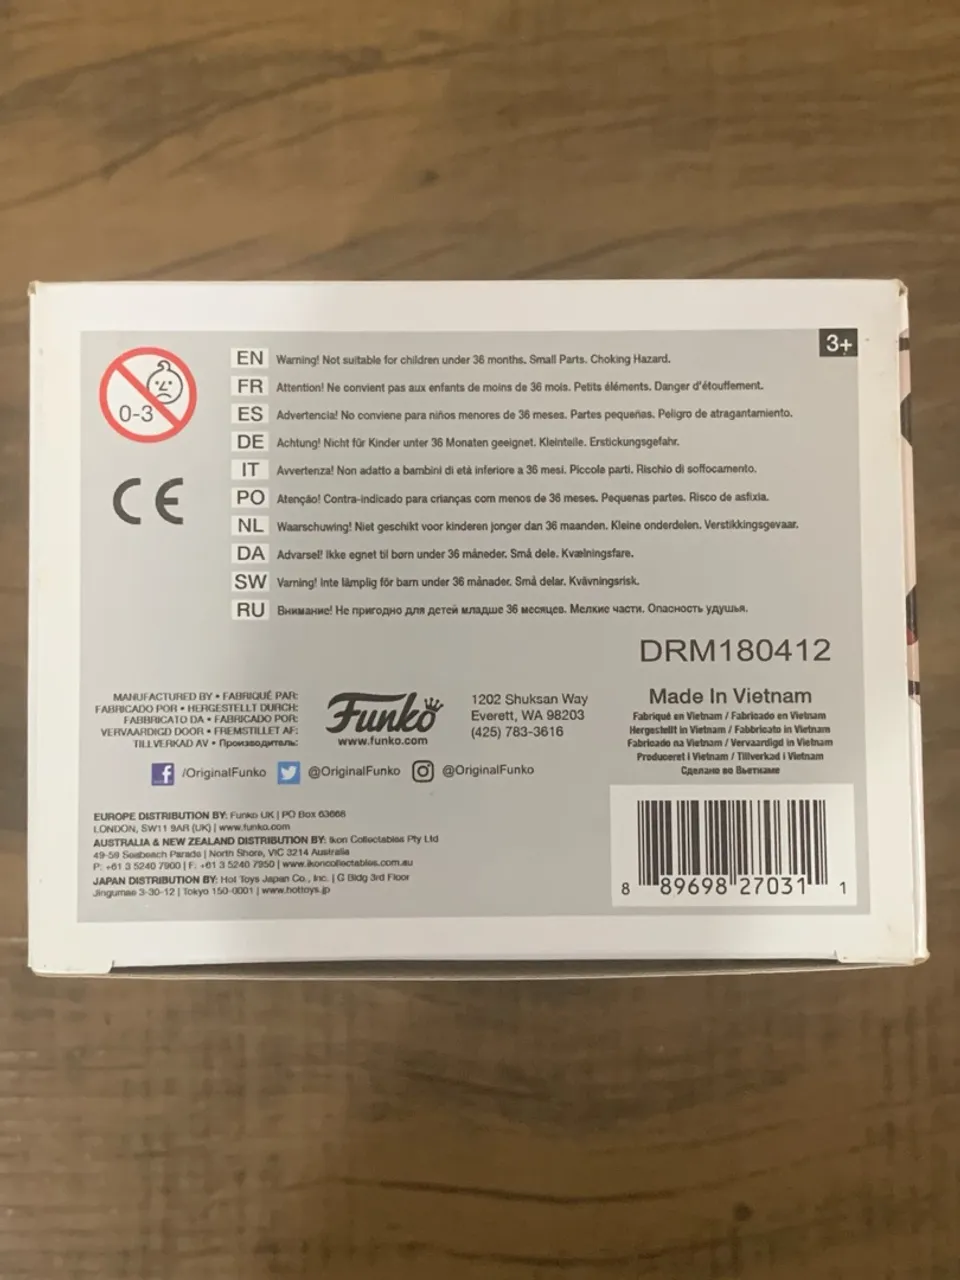 3+
0-3
CE
EN Warning! Not suitable for children under 36 months. Small Parts. Choking Hazard.
FR Attention! Ne convient pas aux enfants de moins de 36 mois. Petits éléments. Danger d'étouffement.
ES Advertencia! No conviene para niños menores de 36 meses. Partes pequeñas. Peligro de atragantamiento.
DE Achtung! Nicht für Kinder unter 36 Monaten geeignet. Kleinteile. Erstickungsgefahr.
IT Avvertenza! Non adatto a bambini di età inferiore a 36 mesi. Piccole parti. Rischio di soffocamento.
PO Atenção! Contra-indicado para crianças com menos de 36 meses. Pequenas partes. Risco de asfixia.
NL Waarschuwing! Niet geschikt voor kinderen jonger dan 36 maanden. Kleine onderdelen. Verstikkingsgevaar.
DA Advarsel! Ikke egnet til børn under 36 måneder. Små dele. Kvælningsfare.
SW Varning! Inte lämplig för barn under 36 månader. Små delar. Kvävningsrisk.
RU Внимание! Не пригодно для детей младше 36 месяцев. Мелкие части. Опасность удушья.
DRM180412
MANUFACTURED BY • FABRIQUÉ PAR:
FABRICADO POR • HERGESTELLT DURCH:
FABBRICATO DA • FABRICADO POR:
VERVAARDIGD DOOR • FREMSTILLET AF:
TILLVERKAD AV • Производитель:
Funko
www.funko.com
1202 Shuksan Way
Everett, WA 98203
(425) 783-3616
Made In Vietnam
Fabriqué en Vietnam / Fabricado en Vietnam
Hergestellt in Vietnam / Fabbricato in Vietnam
Fabricado na Vietnam / Vervaardigd in Vietnam
Produceret i Vietnam / Tillverkad i Vietnam
Сделано во Вьетнаме
/OriginalFunko @OriginalFunko @OriginalFunko
EUROPE DISTRIBUTION BY: Funko UK | PO Box 63668
LONDON, SW11 9AR (UK) | www.funko.com
AUSTRALIA & NEW ZEALAND DISTRIBUTION BY: Ikon Collectables Pty Ltd
49-59 Seabeach Parade | North Shore, VIC 3214 Australia
P: +61 3 5240 7900 | F: +61 3 5240 7950 | www.ikoncollectables.com.au
JAPAN DISTRIBUTION BY: Hot Toys Japan Co., Inc. | G Bldg 3rd Floor
Jingumae 3-30-12 | Tokyo 150-0001 | www.hottoys.jp
8 89698 27031 1